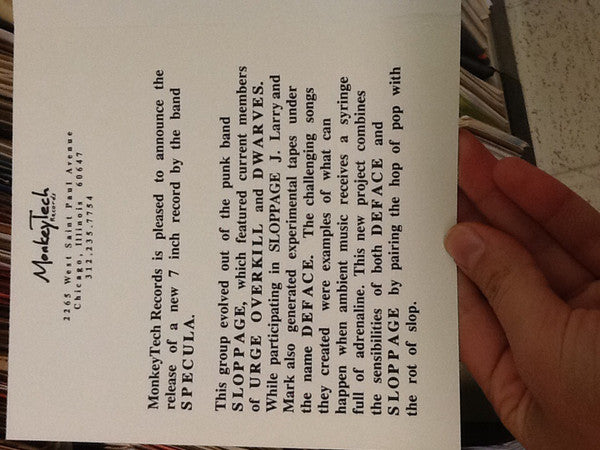 MonkeyTech
Records
2265 West Saint Paul Avenue
Chicago, Illinois 60647
312.235.7754
MonkeyTech Records is pleased to announce the
release of a new 7 inch record by the band
SPECULA.
This group evolved out of the punk band
SLOPPAGE, which featured current members
of URGE OVERKILL and DWARVES.
While participating in SLOPPAGE J. Larry and
Mark also generated experimental tapes under
the name DEFACE. The challenging songs
they created were examples of what can
happen when ambient music receives a syringe
full of adrenaline. This new project combines
the sensibilities of both DEFACE and
SLOPPAGE by pairing the hop of pop with
the rot of slop.